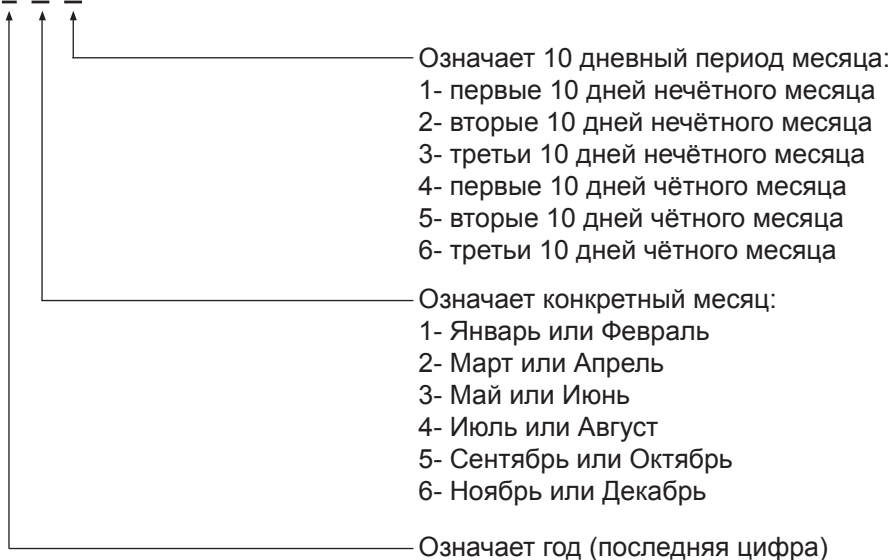 Означает 10 дневный период месяца:
1- первые 10 дней нечётного месяца
2- вторые 10 дней нечётного месяца
3- третьи 10 дней нечётного месяца
4- первые 10 дней чётного месяца
5- вторые 10 дней чётного месяца
6- третьи 10 дней чётного месяца
Означает конкретный месяц:
1- Январь или Февраль
2- Март или Апрель
3- Май или Июнь
4- Июль или Август
5- Сентябрь или Октябрь
6- Ноябрь или Декабрь
Означает год (последняя цифра)